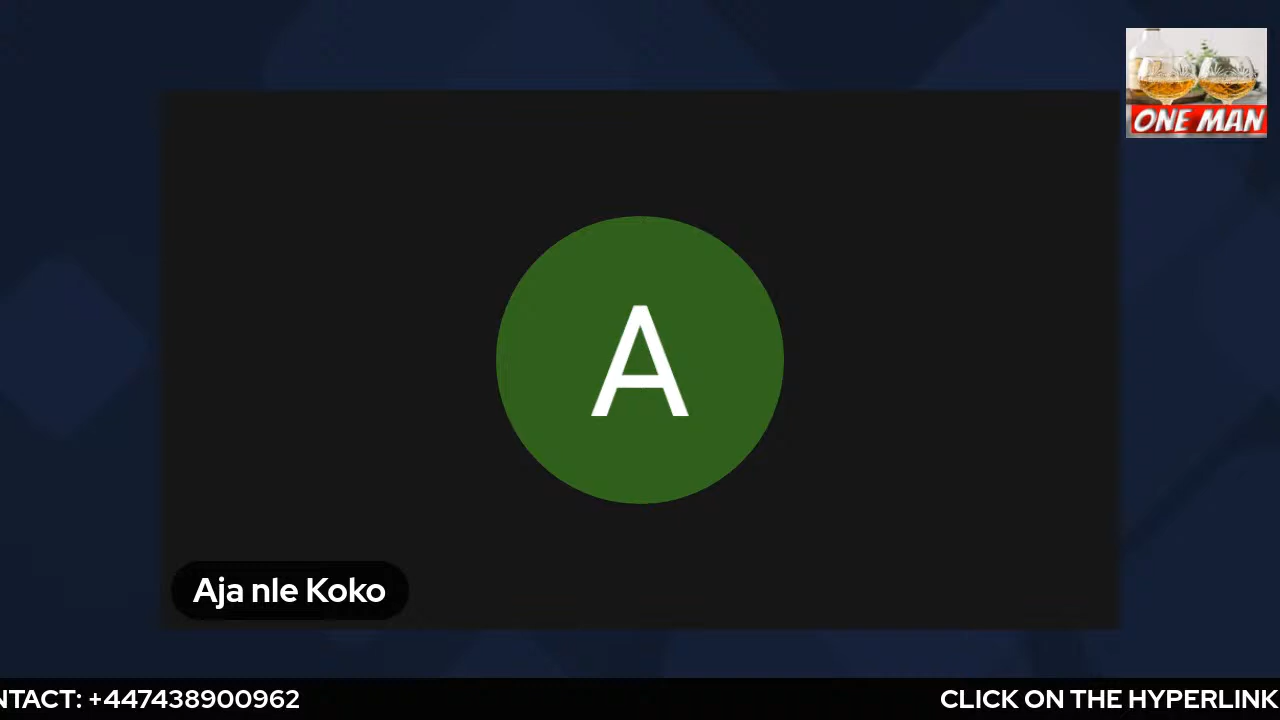 ONE MAN
A
Aja nle Koko
NTACT: +447438900962
CLICK ON THE HYPERLINK